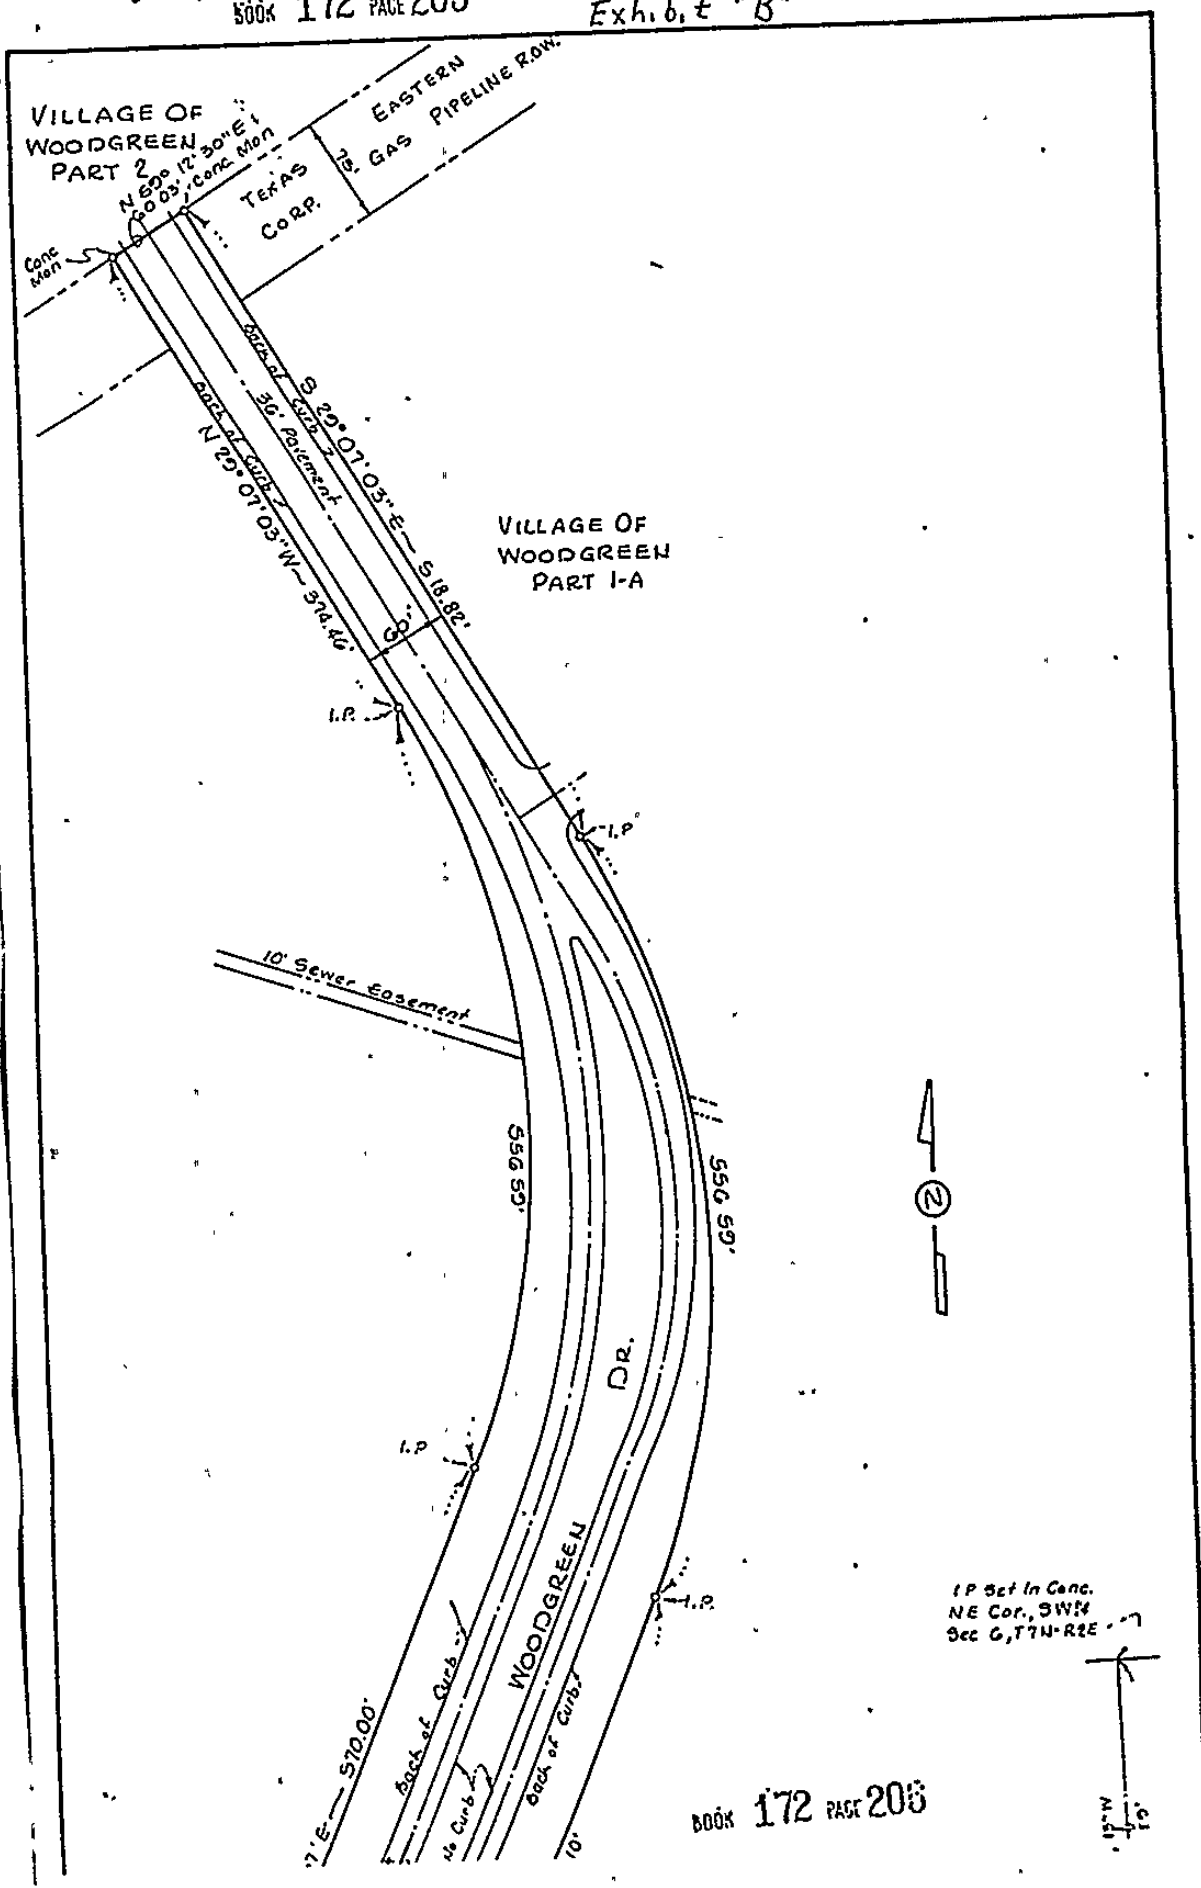 BOOK 172 PAGE
Exhibit "B"
VILLAGE OF
WOODGREEN
PART 2
N 60° 12' 30" E
60.03'
Conc. Mon
Conc
Mon
TEXAS
CORP.
75'
EASTERN
GAS PIPELINE R.O.W.
back of Curb
36' Pavement
back of Curb
S 29° 07' 03" E — 518.82'
N 29° 07' 03" W — 374.46'
60'
VILLAGE OF
WOODGREEN
PART 1-A
I.P.
I.P.
10' Sewer Easement
556.59'
556.59'
DR.
WOODGREEN
I.P
I.P.
I P Set In Conc.
NE Cor., SW¼
Sec 6, T7N-R2E
7" E — 570.00'
Back of Curb
No Curb
Back of Curb
10'
BOOK 172 PAGE